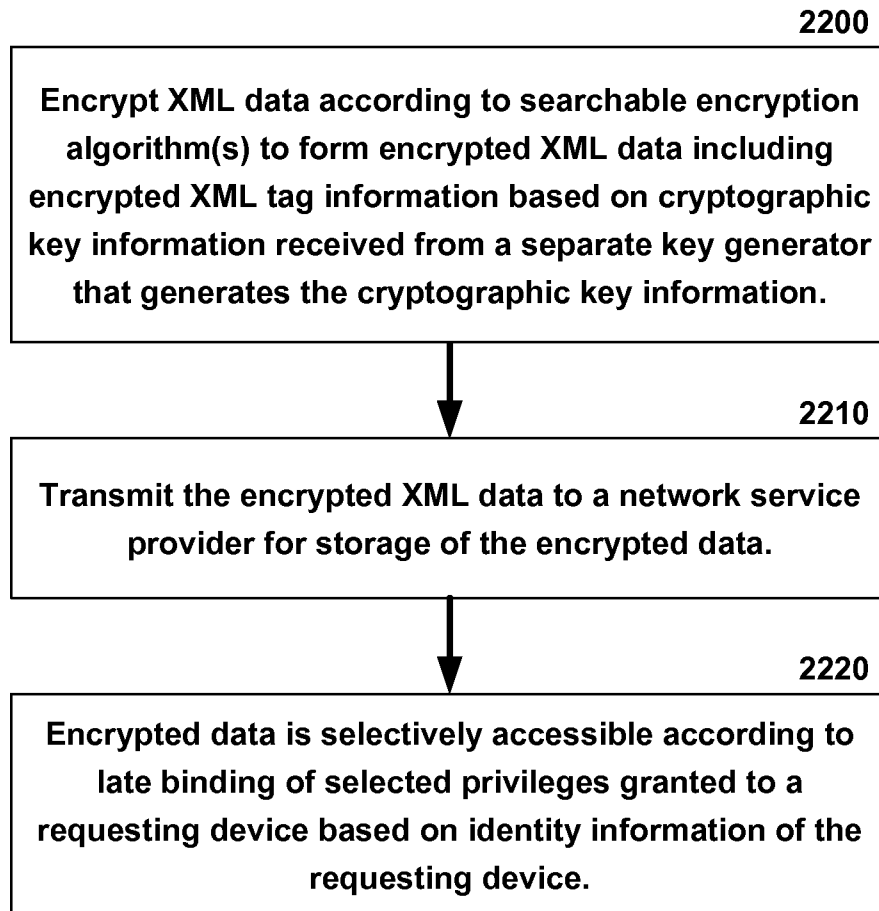 2200
Encrypt XML data according to searchable encryption
algorithm(s) to form encrypted XML data including
encrypted XML tag information based on cryptographic
key information received from a separate key generator
that generates the cryptographic key information.
2210
Transmit the encrypted XML data to a network service
provider for storage of the encrypted data.
2220
Encrypted data is selectively accessible according to
late binding of selected privileges granted to a
requesting device based on identity information of the
requesting device.